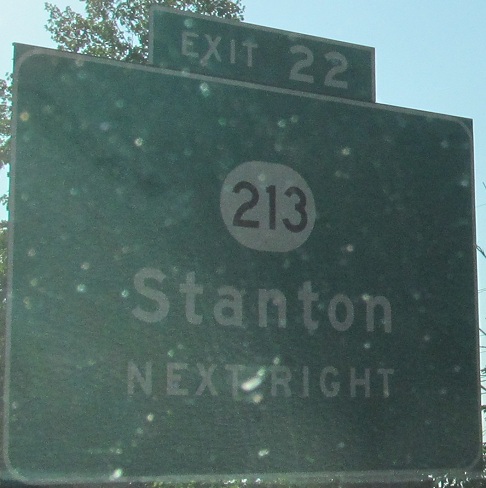 EXIT 22
213
Stanton
NEXT RIGHT